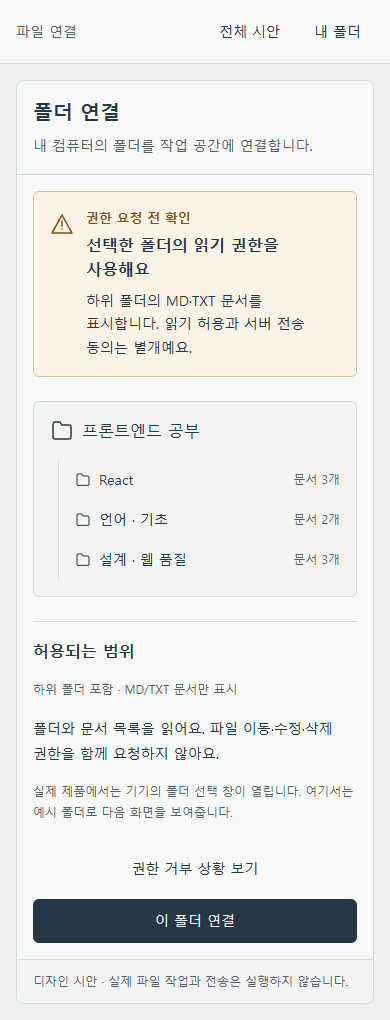 파일 연결
전체 시안
내 폴더
폴더 연결
내 컴퓨터의 폴더를 작업 공간에 연결합니다.
권한 요청 전 확인
선택한 폴더의 읽기 권한을
사용해요
하위 폴더의 MD·TXT 문서를
표시합니다. 읽기 허용과 서버 전송
동의는 별개예요.
프론트엔드 공부
React
문서 3개
언어 · 기초
문서 2개
설계 · 웹 품질
문서 3개
허용되는 범위
하위 폴더 포함 · MD/TXT 문서만 표시
폴더와 문서 목록을 읽어요. 파일 이동·수정·삭제
권한을 함께 요청하지 않아요.
실제 제품에서는 기기의 폴더 선택 창이 열립니다. 여기서는
예시 폴더로 다음 화면을 보여줍니다.
권한 거부 상황 보기
이 폴더 연결
디자인 시안 · 실제 파일 작업과 전송은 실행하지 않습니다.